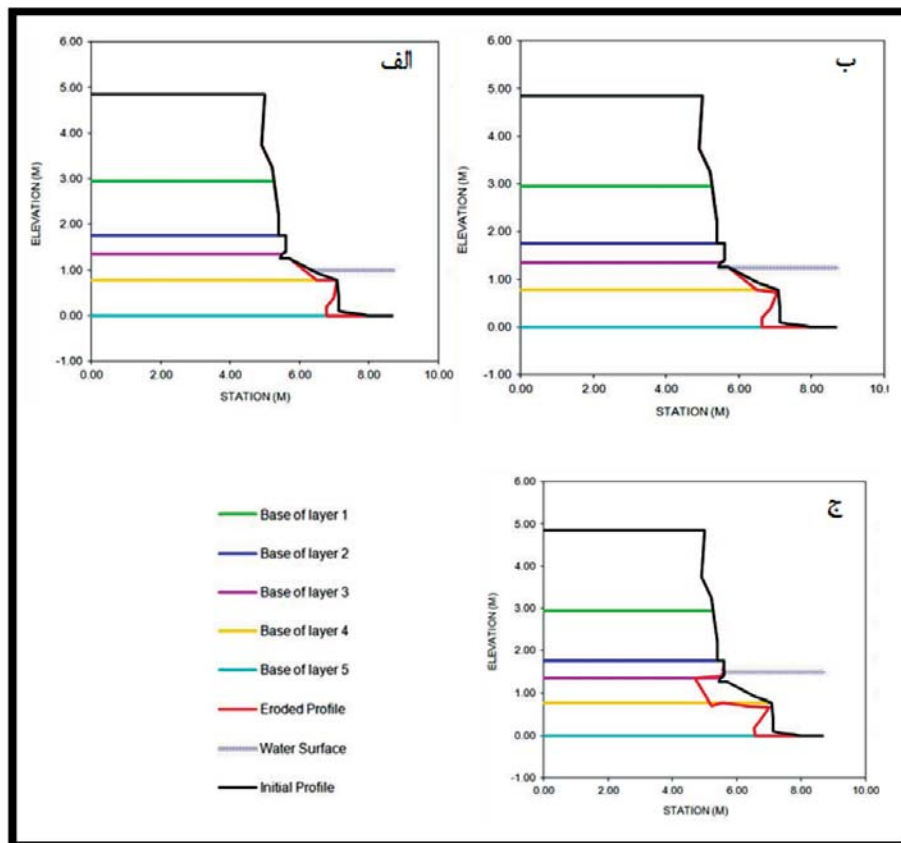 الف
6.00
5.00
4.00
3.00
2.00
1.00
0.00
-1.00
ELEVATION (M)
0.00 2.00 4.00 6.00 8.00 10.00
STATION (M)
ب
6.00
5.00
4.00
3.00
2.00
1.00
0.00
-1.00
ELEVATION (M)
0.00 2.00 4.00 6.00 8.00 10.0
STATION (M)
Base of layer 1
Base of layer 2
Base of layer 3
Base of layer 4
Base of layer 5
Eroded Profile
Water Surface
Initial Profile
ج
6.00
5.00
4.00
3.00
2.00
1.00
0.00
-1.00
ELEVATION (M)
0.00 2.00 4.00 6.00 8.00 10.00
STATION (M)